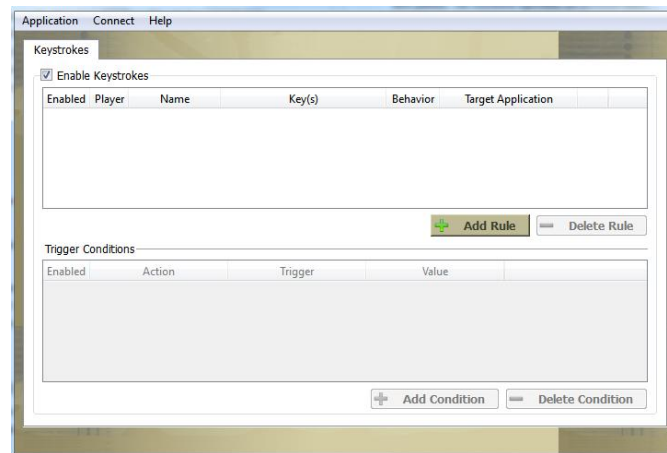 Application Connect Help
Keystrokes
Enable Keystrokes
Enabled Player Name Key(s) Behavior Target Application
Add Rule Delete Rule
Trigger Conditions
Enabled Action Trigger Value
Add Condition Delete Condition